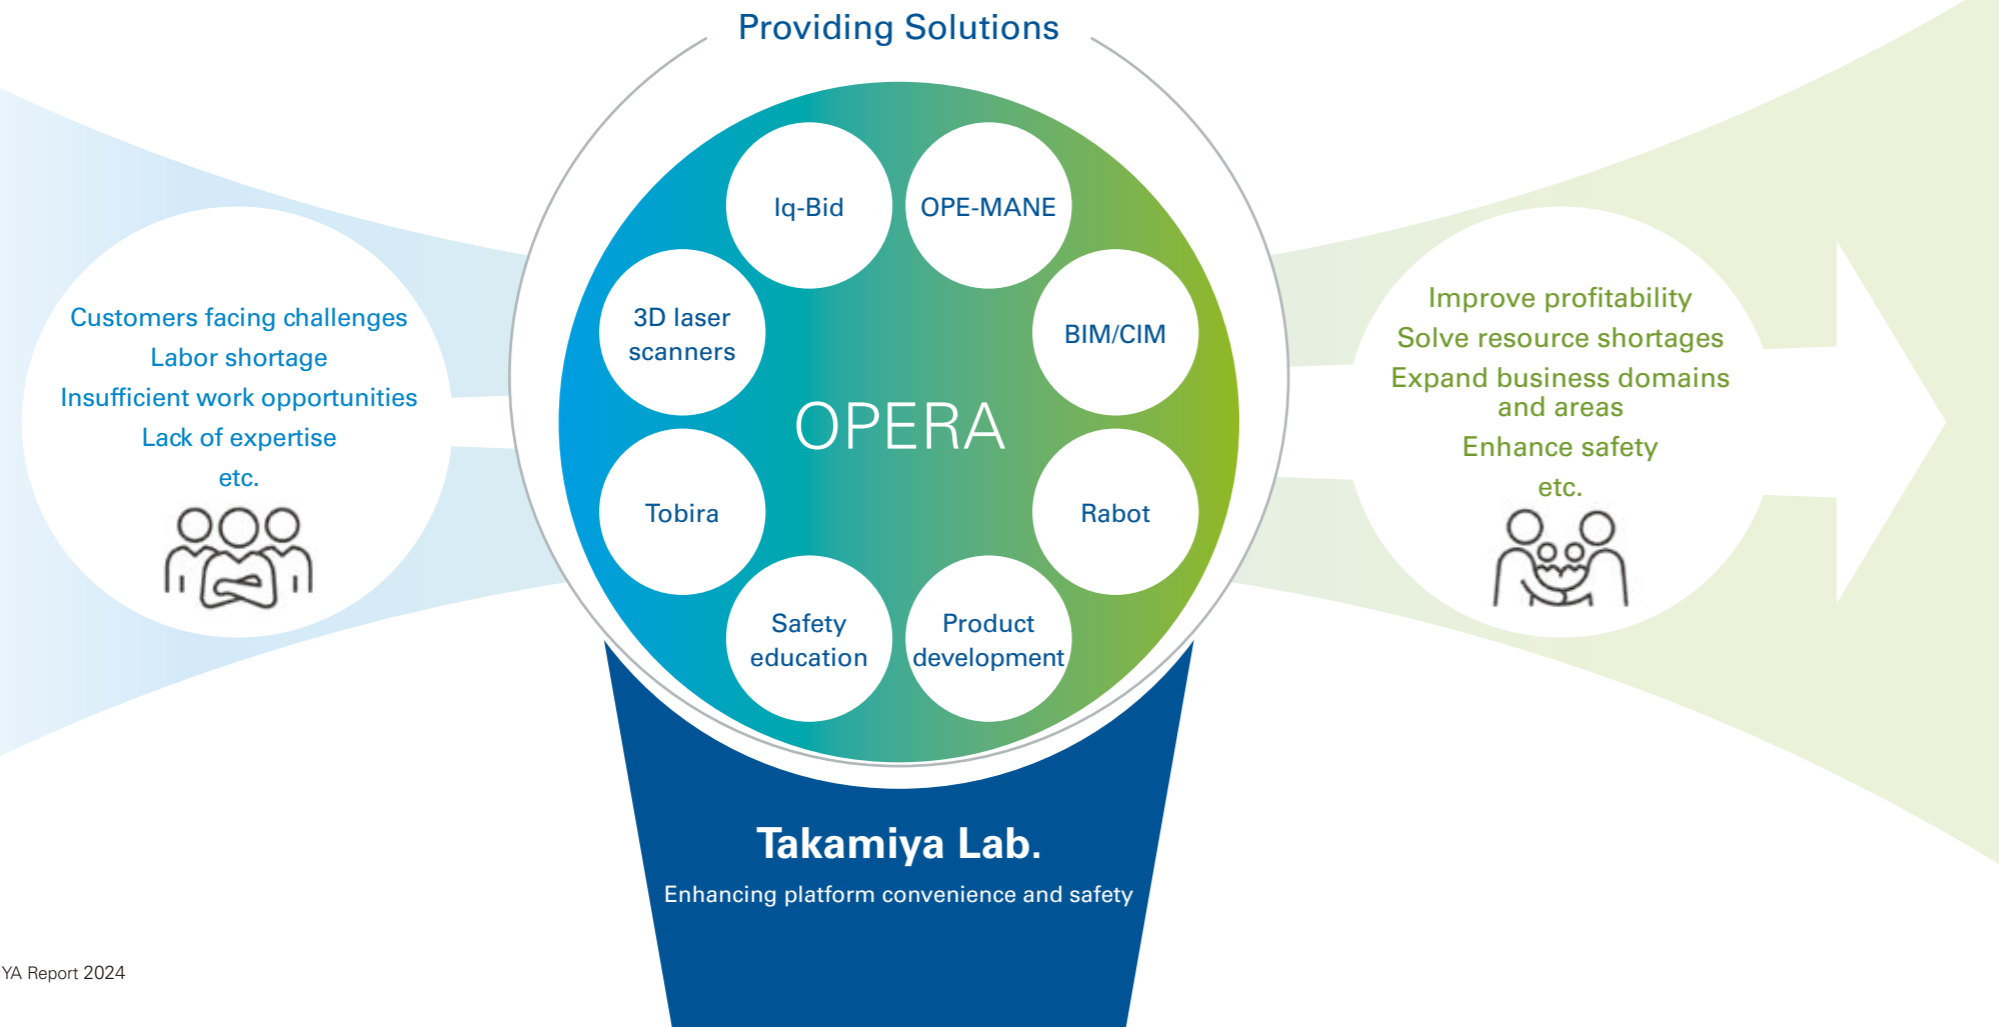 Providing Solutions
Customers facing challenges
Labor shortage
Insufficient work opportunities
Lack of expertise
etc.
Iq-Bid
OPE-MANE
3D laser
scanners
BIM/CIM
OPERA
Tobira
Rabot
Safety
education
Product
development
Improve profitability
Solve resource shortages
Expand business domains
and areas
Enhance safety
etc.
Takamiya Lab.
Enhancing platform convenience and safety
YA Report 2024